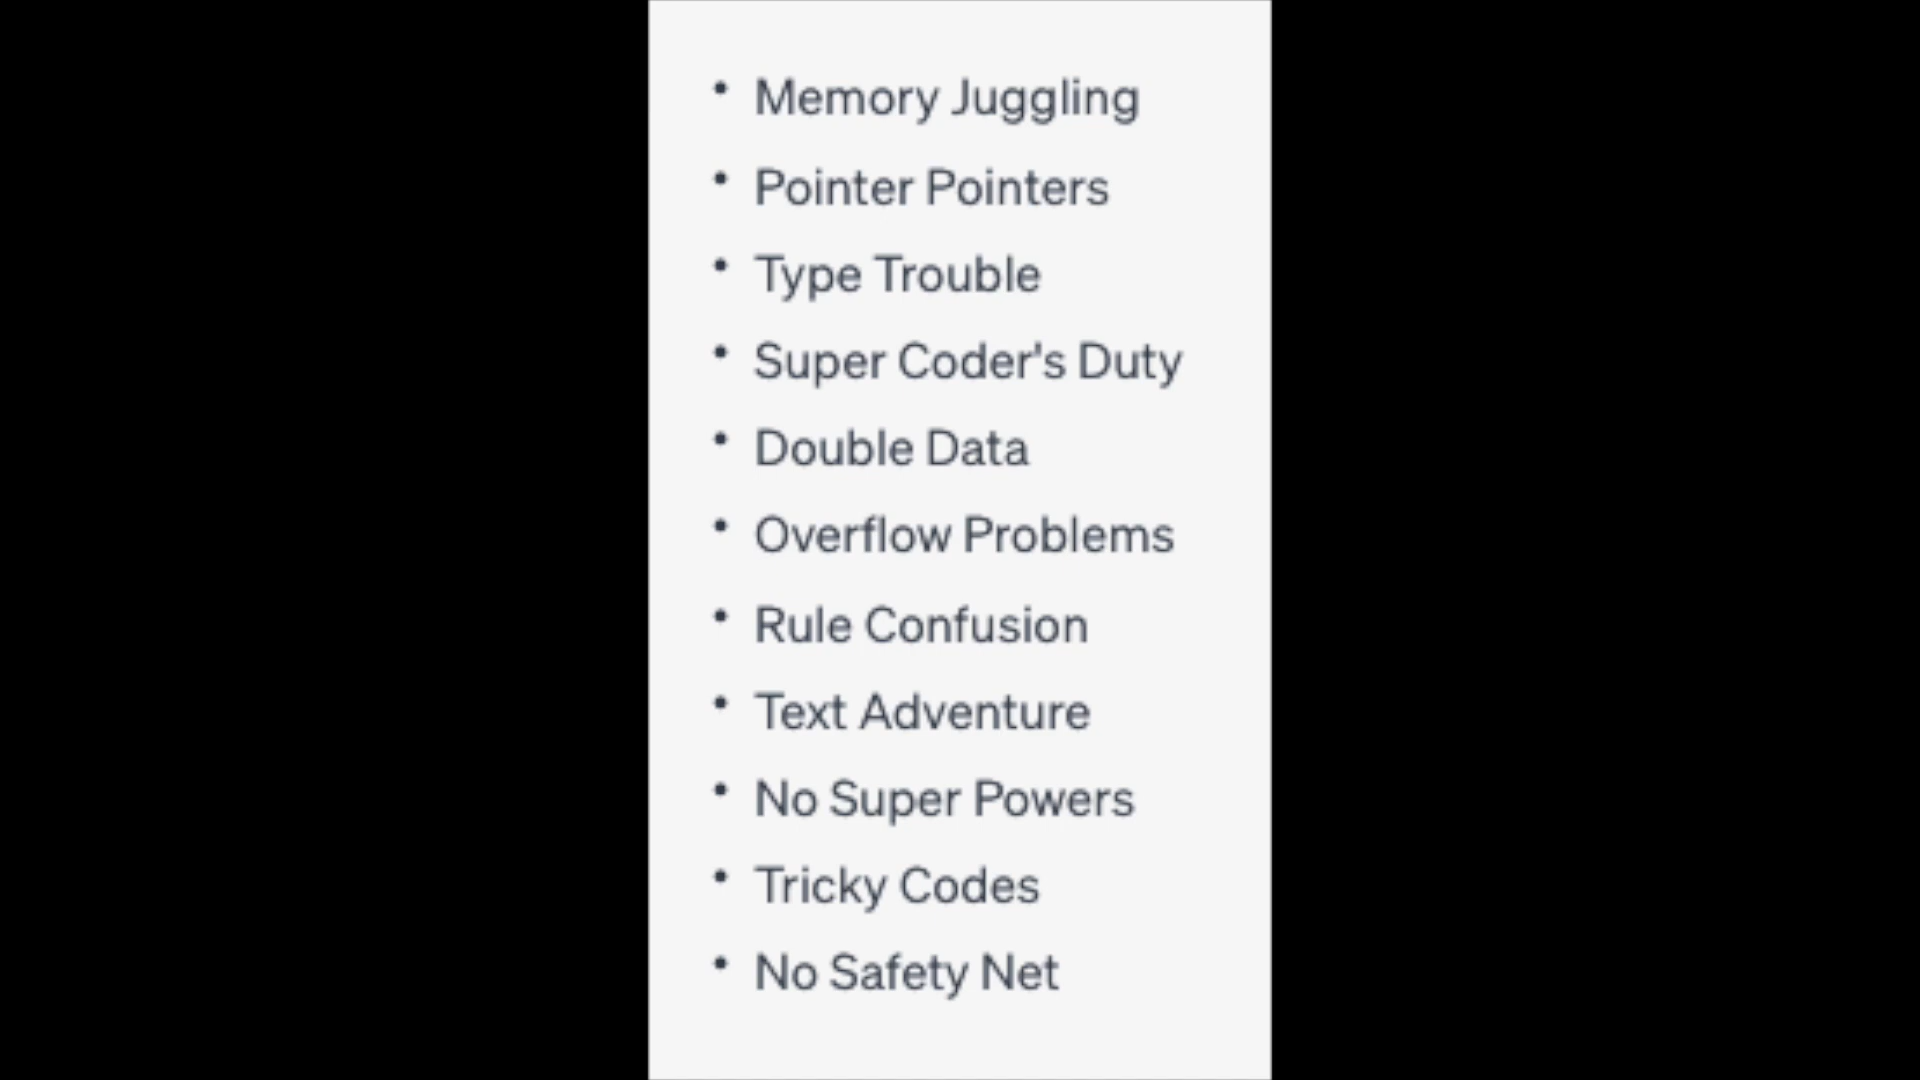 • Memory Juggling
• Pointer Pointers
• Type Trouble
• Super Coder's Duty
• Double Data
• Overflow Problems
• Rule Confusion
• Text Adventure
• No Super Powers
• Tricky Codes
• No Safety Net